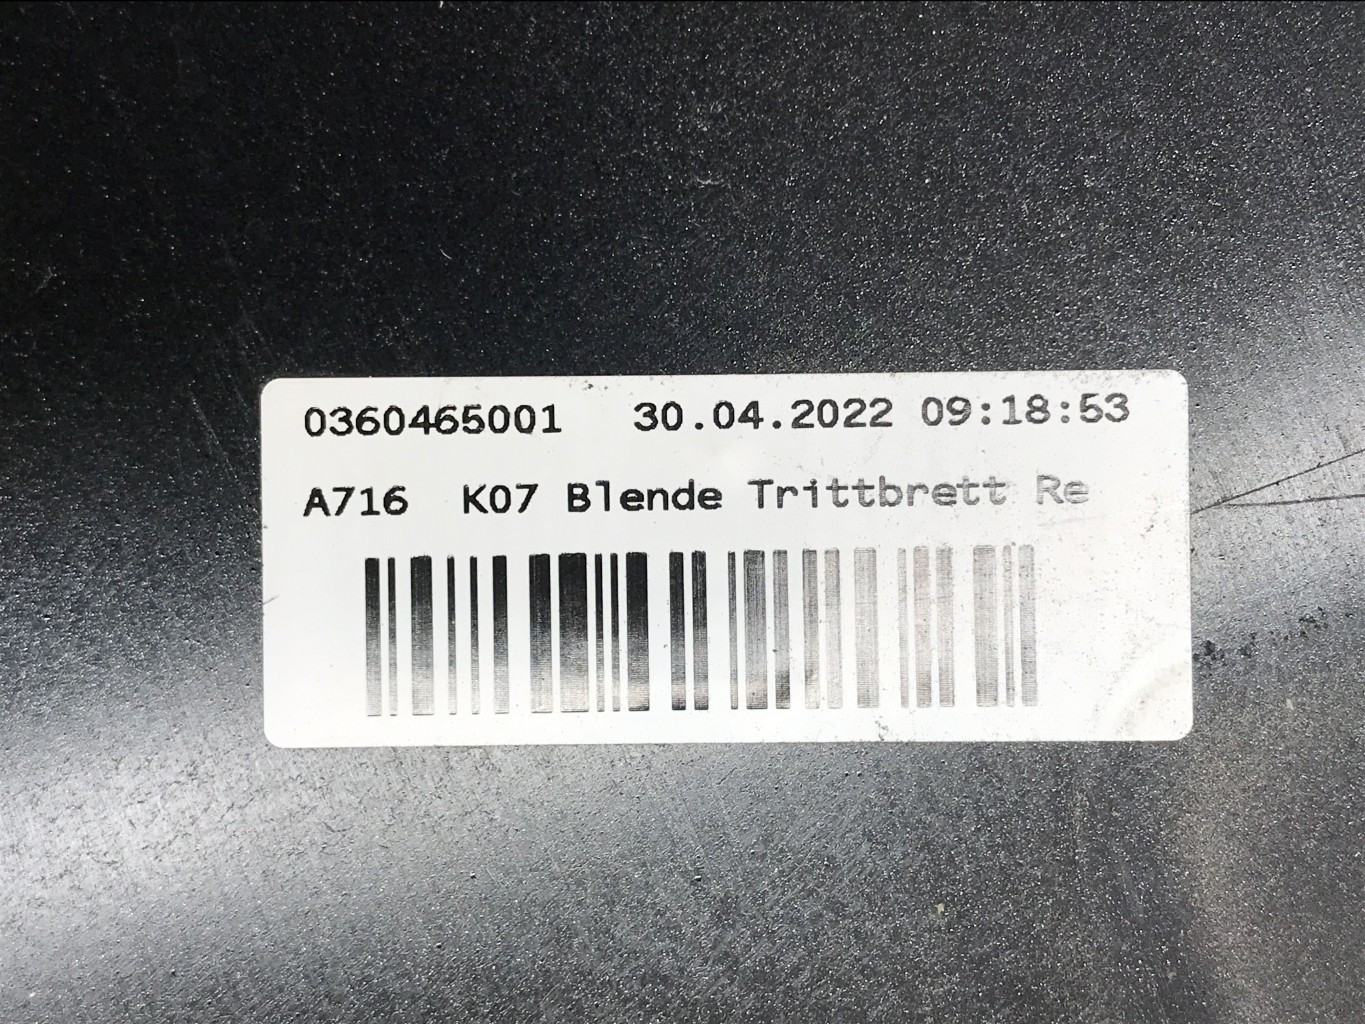 0360465001 30.04.2022 09:18:53
A716 K07 Blende Trittbrett Re